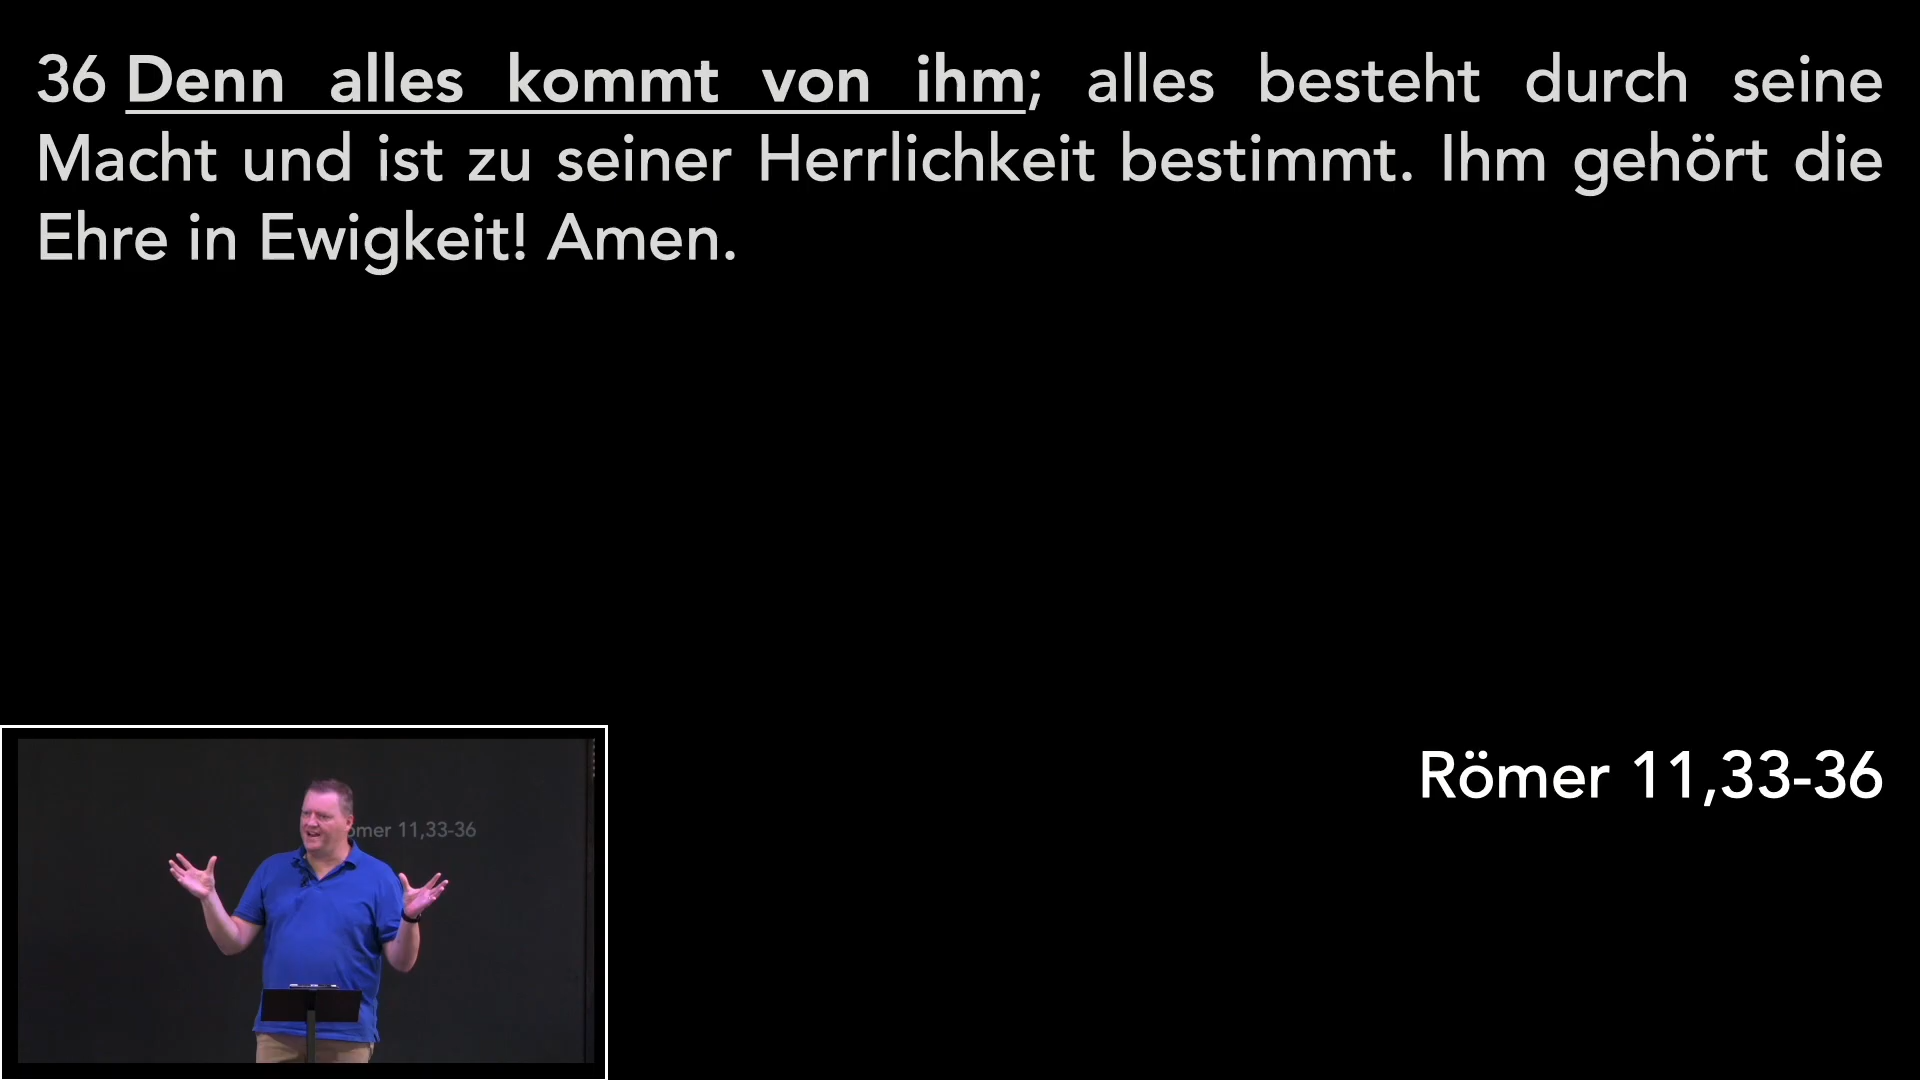 36 Denn alles kommt von ihm; alles besteht durch seine
Macht und ist zu seiner Herrlichkeit bestimmt. Ihm gehört die
Ehre in Ewigkeit! Amen.
Römer 11,33-36
ömer 11,33-36